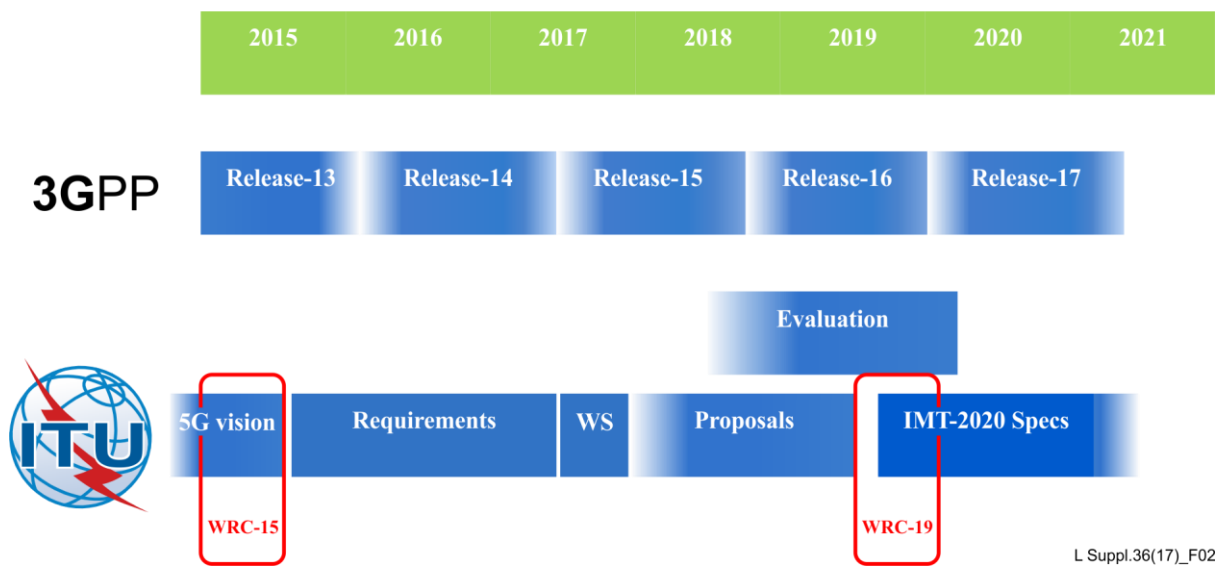 2015 2016 2017 2018 2019 2020 2021
3GPP
Release-13 Release-14 Release-15 Release-16 Release-17
Evaluation
ITU
5G vision Requirements WS Proposals IMT-2020 Specs
WRC-15 WRC-19
L Suppl.36(17)_F02